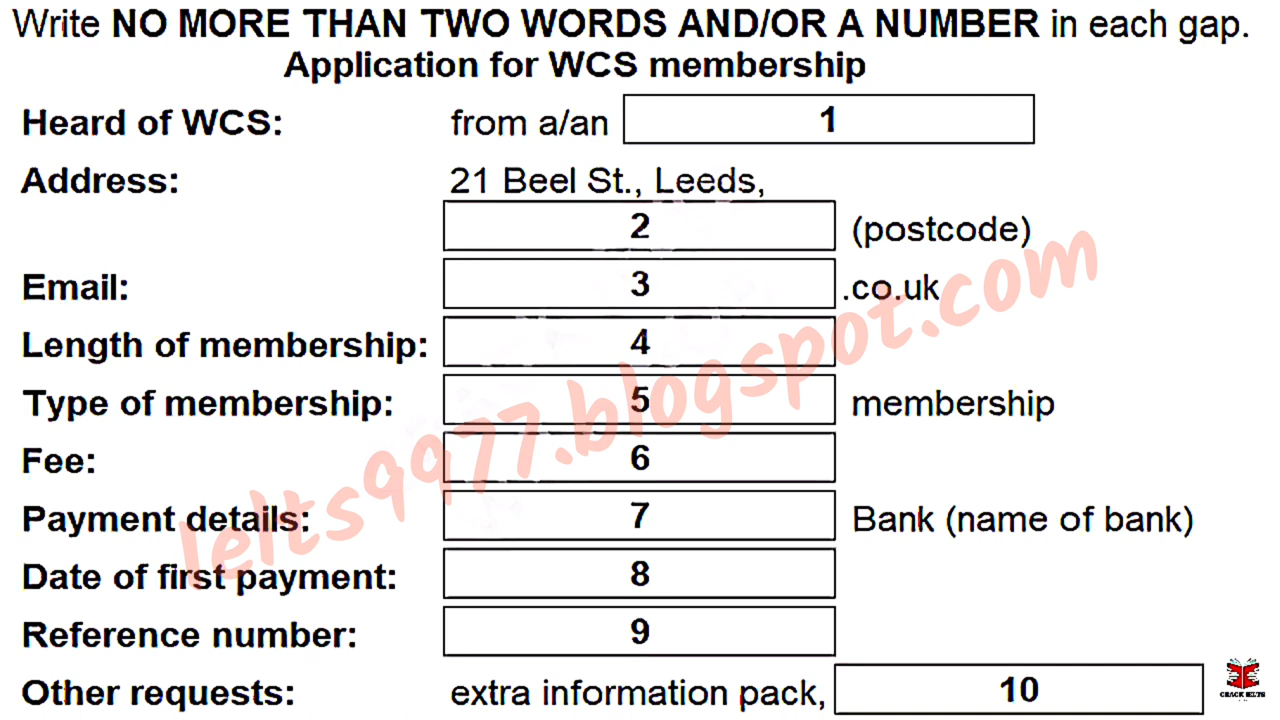 Write NO MORE THAN TWO WORDS AND/OR A NUMBER in each gap.
Application for WCS membership
Heard of WCS: from a/an 1
Address: 21 Beel St., Leeds,
2 (postcode)
Email: 3 .co.uk
Length of membership: 4
Type of membership: 5 membership
Fee: 6
Payment details: 7 Bank (name of bank)
Date of first payment: 8
Reference number: 9
Other requests: extra information pack, 10
Ielts9977.blogspot.com
CRACK IELTS